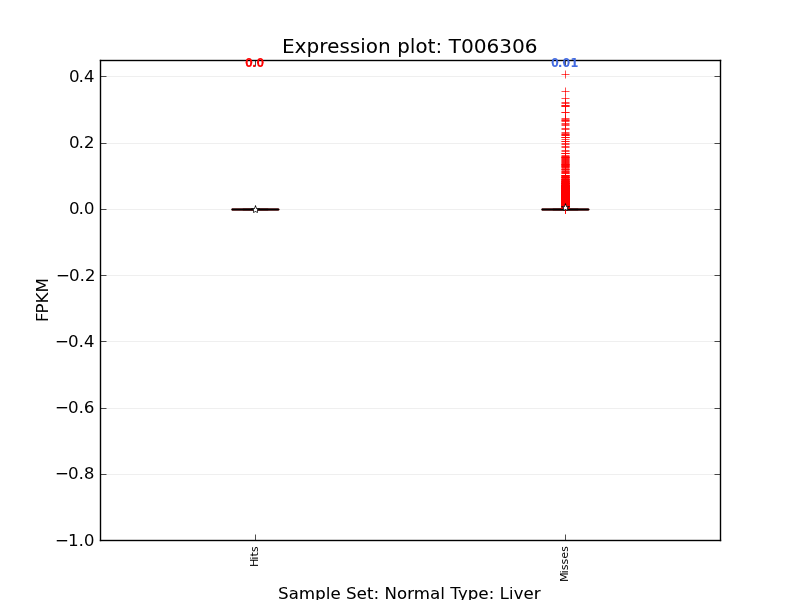 Expression plot: T006306
0.0
0.01
0.4
0.2
0.0
−0.2
−0.4
−0.6
−0.8
−1.0
FPKM
Hits
Misses
Sample Set: Normal Type: Liver